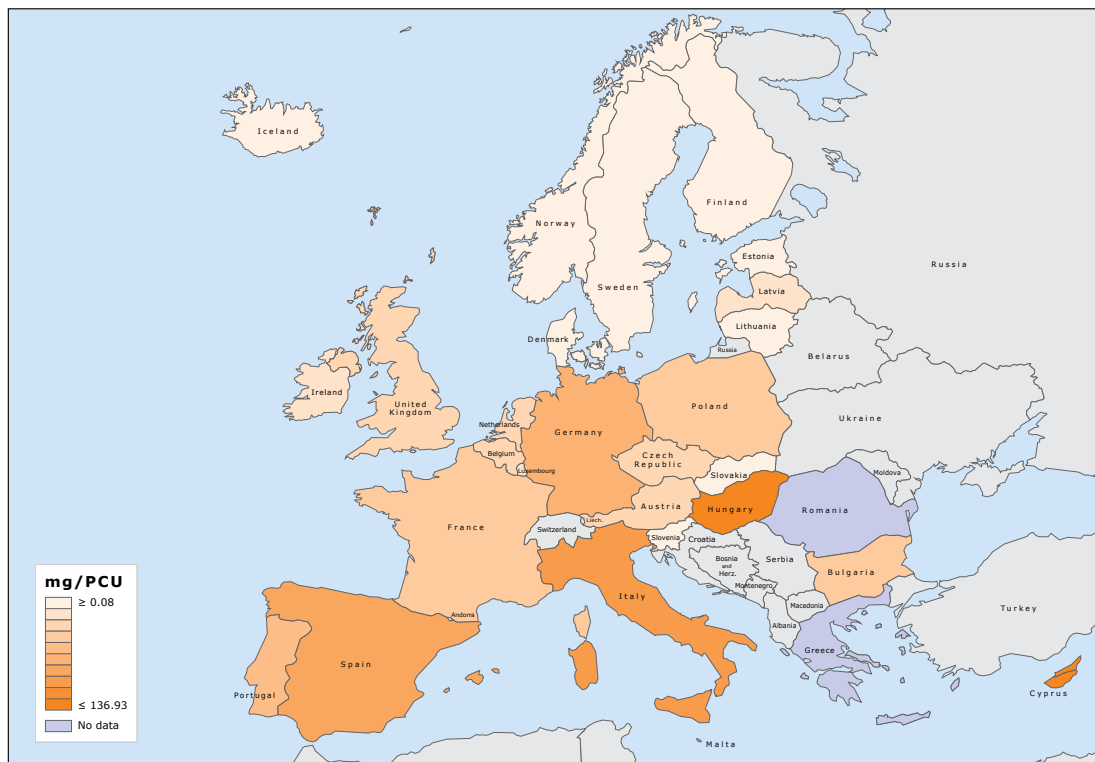 Iceland
Finland
Norway
Estonia
Russia
Sweden
Latvia
Lithuania
Denmark
Russia
Belarus
Ireland
United
Kingdom
Poland
Netherlands
Germany
Ukraine
Belgium
Czech
Republic
Luxembourg
Slovakia
Moldova
Austria
Hungary
Romania
France
Liech.
Switzerland
Slovenia
Croatia
Bosnia
and
Herz.
Serbia
Bulgaria
Montenegro
Italy
Macedonia
Turkey
Andorra
Albania
Greece
Spain
Portugal
Cyprus
Malta
mg/PCU
≥ 0.08
≤ 136.93
No data